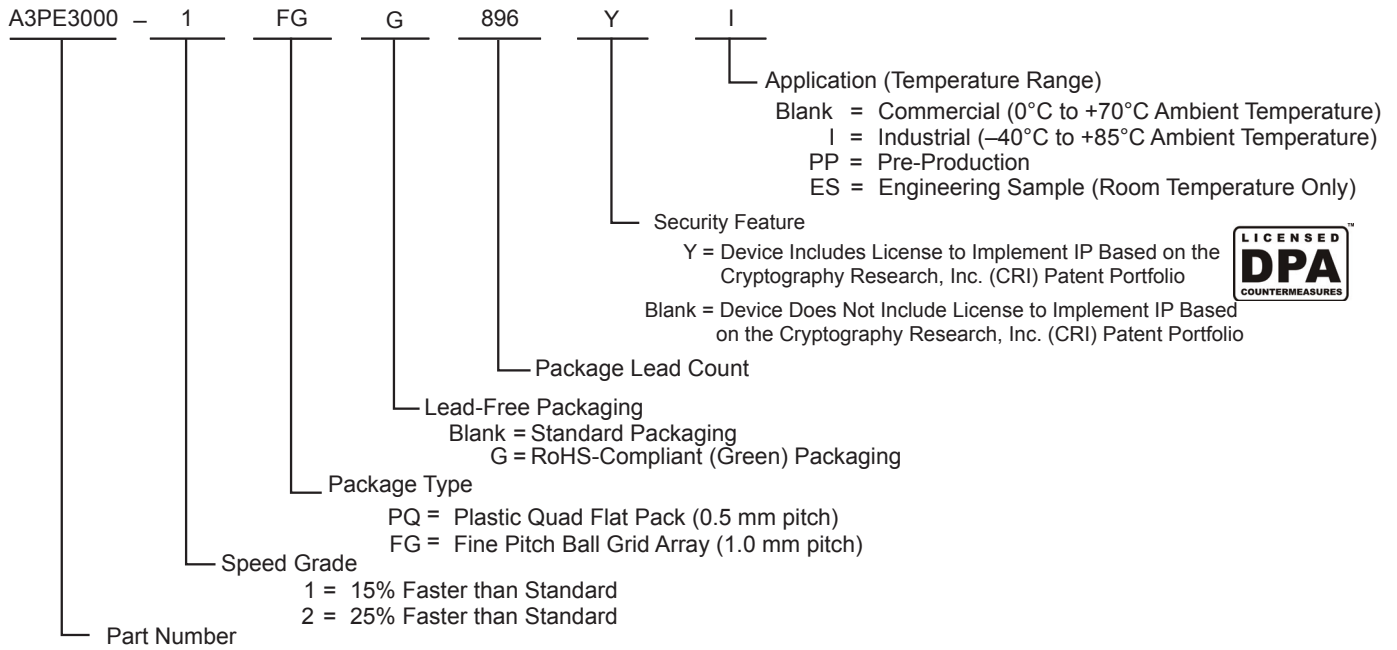 A3PE3000 – 1 FG G 896 Y I
Application (Temperature Range)
Blank = Commercial (0°C to +70°C Ambient Temperature)
I = Industrial (–40°C to +85°C Ambient Temperature)
PP = Pre-Production
ES = Engineering Sample (Room Temperature Only)
Security Feature
Y = Device Includes License to Implement IP Based on the
Cryptography Research, Inc. (CRI) Patent Portfolio
LICENSED™
DPA
COUNTERMEASURES
Blank = Device Does Not Include License to Implement IP Based
on the Cryptography Research, Inc. (CRI) Patent Portfolio
Package Lead Count
Lead-Free Packaging
Blank = Standard Packaging
G = RoHS-Compliant (Green) Packaging
Package Type
PQ = Plastic Quad Flat Pack (0.5 mm pitch)
FG = Fine Pitch Ball Grid Array (1.0 mm pitch)
Speed Grade
1 = 15% Faster than Standard
2 = 25% Faster than Standard
Part Number